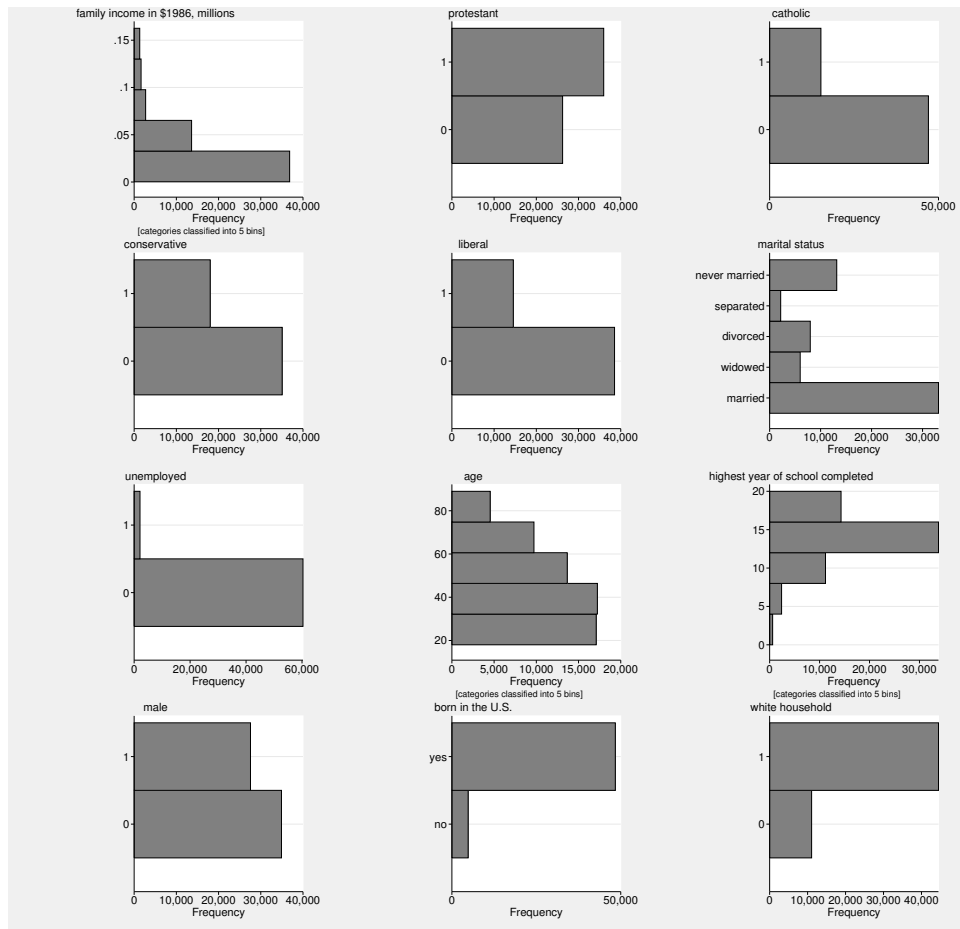 family income in $1986, millions
.15
.1
.05
0
0 10,000 20,000 30,000 40,000
Frequency
[categories classified into 5 bins]
protestant
1
0
0 10,000 20,000 30,000 40,000
Frequency
catholic
1
0
0 50,000
Frequency
conservative
1
0
0 10,000 20,000 30,000 40,000
Frequency
liberal
1
0
0 10,000 20,000 30,000 40,000
Frequency
marital status
never married
separated
divorced
widowed
married
0 10,000 20,000 30,000
Frequency
unemployed
1
0
0 20,000 40,000 60,000
Frequency
age
80
60
40
20
0 5,000 10,000 15,000 20,000
Frequency
[categories classified into 5 bins]
highest year of school completed
20
15
10
5
0
0 10,000 20,000 30,000
Frequency
[categories classified into 5 bins]
male
1
0
0 10,000 20,000 30,000 40,000
Frequency
born in the U.S.
yes
no
0 50,000
Frequency
white household
1
0
0 10,000 20,000 30,000 40,000
Frequency